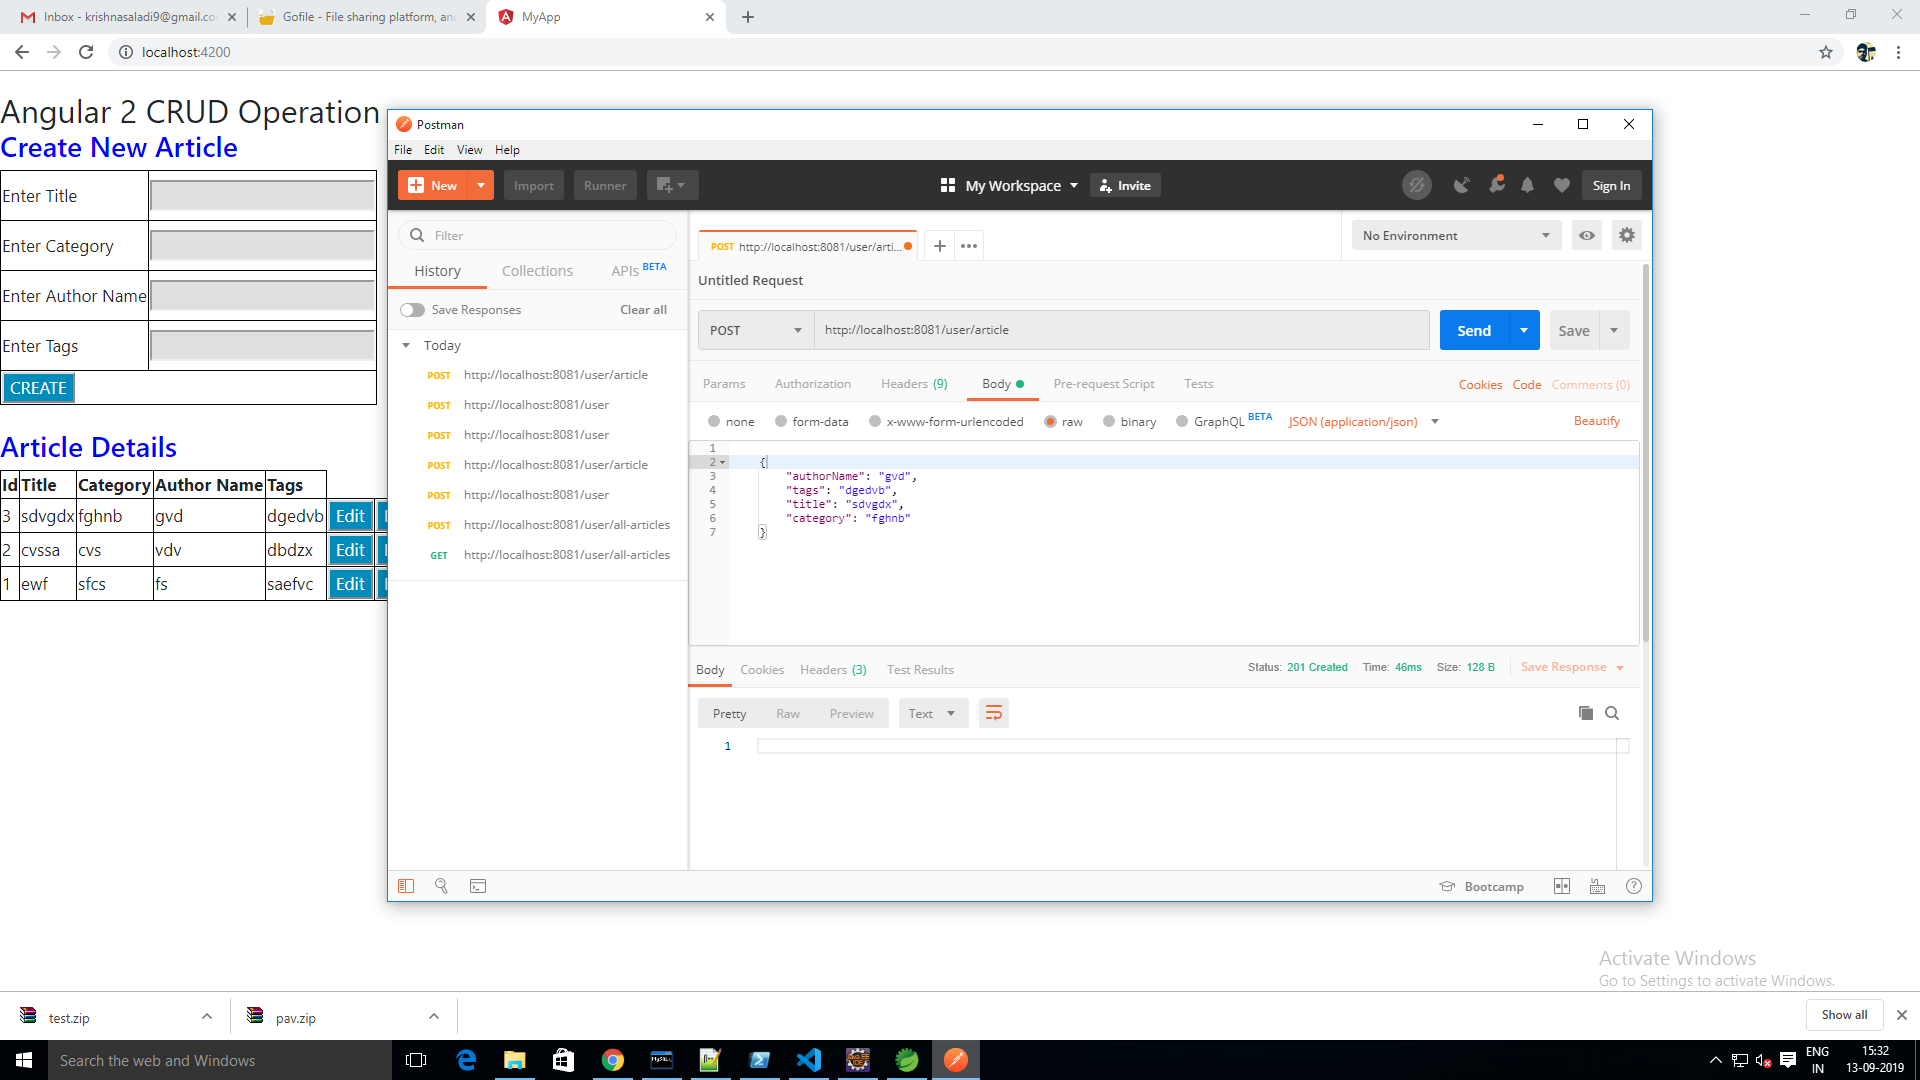 Inbox - krishnasaladi9@gmail.co
Gofile - File sharing platform, an
MyApp
localhost:4200
Angular 2 CRUD Operation
Create New Article
Enter Title
Enter Category
Enter Author Name
Enter Tags
CREATE
Article Details
Id Title Category Author Name Tags
3 sdvgdx fghnb gvd dgedvb Edit
2 cvssa cvs vdv dbdzx Edit
1 ewf sfcs fs saefvc Edit
Postman
File Edit View Help
New Import Runner My Workspace Invite Sign In
Filter
History Collections APIs BETA
Save Responses Clear all
Today
POST http://localhost:8081/user/article
POST http://localhost:8081/user
POST http://localhost:8081/user
POST http://localhost:8081/user/article
POST http://localhost:8081/user
POST http://localhost:8081/user/all-articles
GET http://localhost:8081/user/all-articles
POST http://localhost:8081/user/arti...
No Environment
Untitled Request
POST http://localhost:8081/user/article Send Save
Params Authorization Headers (9) Body Pre-request Script Tests Cookies Code Comments (0)
none form-data x-www-form-urlencoded raw binary GraphQL BETA JSON (application/json) Beautify
1
2 {
3 "authorName": "gvd",
4 "tags": "dgedvb",
5 "title": "sdvgdx",
6 "category": "fghnb"
7 }
Body Cookies Headers (3) Test Results Status: 201 Created Time: 46ms Size: 128 B Save Response
Pretty Raw Preview Text
1
Bootcamp
Activate Windows
Go to Settings to activate Windows.
test.zip
pav.zip
Show all
Search the web and Windows
MySQL
ENG
IN
15:32
13-09-2019